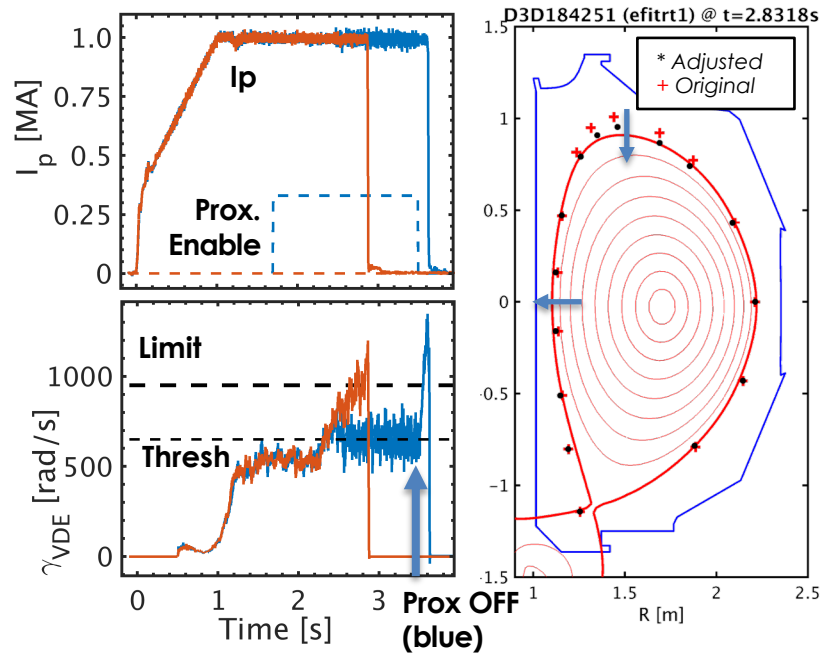 1.0
0.75
0.5
0.25
0
I_p [MA]
Ip
Prox.
Enable
Limit
Thresh
1000
500
0
γ_VDE [rad/s]
0 1 2 3
Time [s]
Prox OFF
(blue)
D3D184251 (efitrt1) @ t=2.8318s
* Adjusted
+ Original
1.5
1
0.5
0
-0.5
-1
-1.5
1 1.5 2 2.5
R [m]